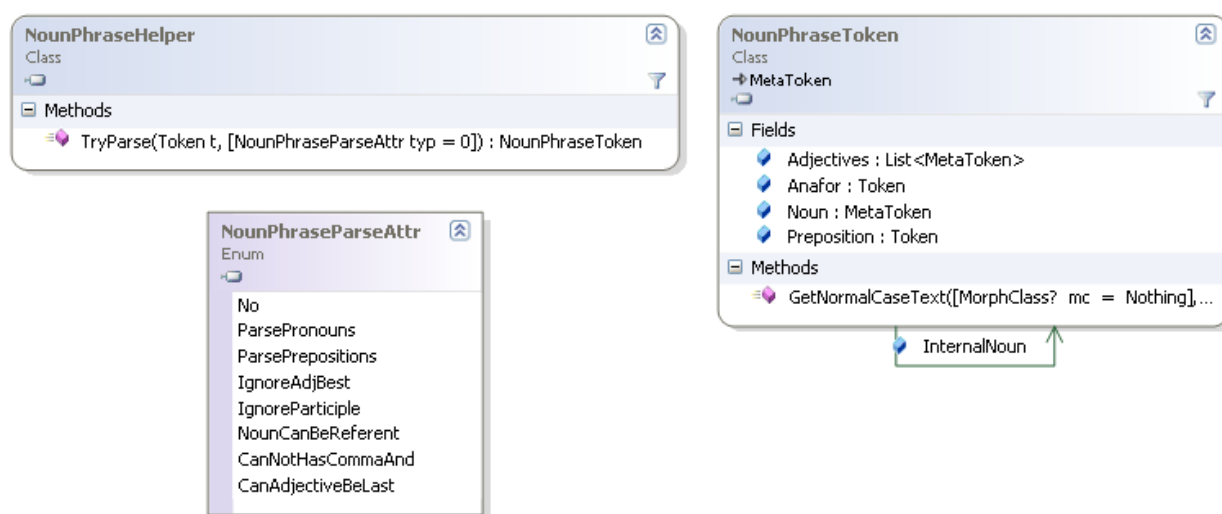 NounPhraseHelper
Class
Methods
TryParse(Token t, [NounPhraseParseAttr typ = 0]) : NounPhraseToken
NounPhraseToken
Class
MetaToken
Fields
Adjectives : List<MetaToken>
Anafor : Token
Noun : MetaToken
Preposition : Token
Methods
GetNormalCaseText([MorphClass? mc = Nothing],...
InternalNoun
NounPhraseParseAttr
Enum
No
ParsePronouns
ParsePrepositions
IgnoreAdjBest
IgnoreParticiple
NounCanBeReferent
CanNotHasCommaAnd
CanAdjectiveBeLast